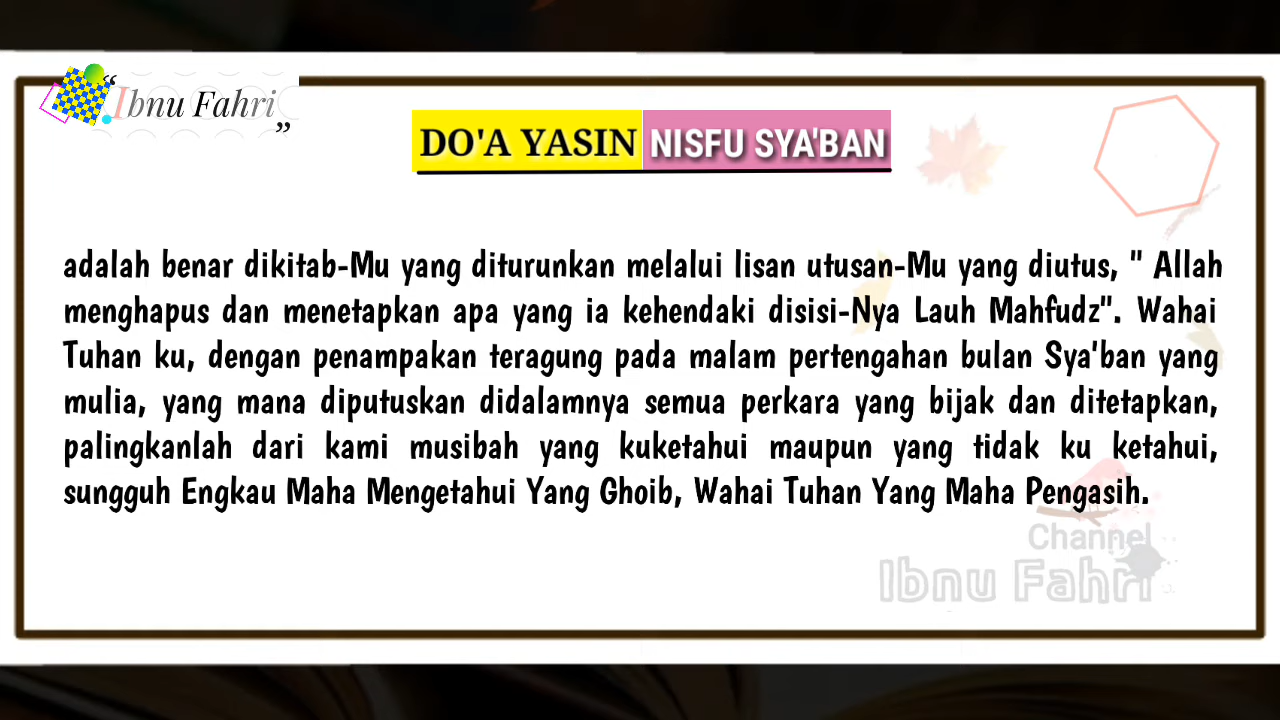 “Ibnu Fahri”
DO'A YASIN NISFU SYA'BAN
adalah benar dikitab-Mu yang diturunkan melalui lisan utusan-Mu yang diutus, " Allah
menghapus dan menetapkan apa yang ia kehendaki disisi-Nya Lauh Mahfudz". Wahai
Tuhan ku, dengan penampakan teragung pada malam pertengahan bulan Sya'ban yang
mulia, yang mana diputuskan didalamnya semua perkara yang bijak dan ditetapkan,
palingkanlah dari kami musibah yang kuketahui maupun yang tidak ku ketahui,
sungguh Engkau Maha Mengetahui Yang Ghoib, Wahai Tuhan Yang Maha Pengasih.
Channel
Ibnu Fahri